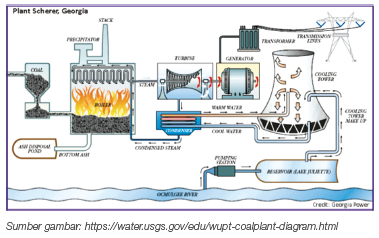 Plant Scherer, Georgia
STACK
PRECIPITATOR
COAL
BOILER
STEAM
TURBINE
GENERATOR
TRANSFORMER
TRANSMISSION
LINES
COOLING
TOWER
WARM WATER
COOL WATER
CONDENSER
CONDENSED STEAM
COOLING
TOWER
MAKE UP
ASH DISPOSAL
POND
BOTTOM ASH
PUMPING
STATION
RESERVOIR (LAKE JULIETTE)
OCMULGEE RIVER
Credit: Georgia Power
Sumber gambar: https://water.usgs.gov/edu/wupt-coalplant-diagram.html